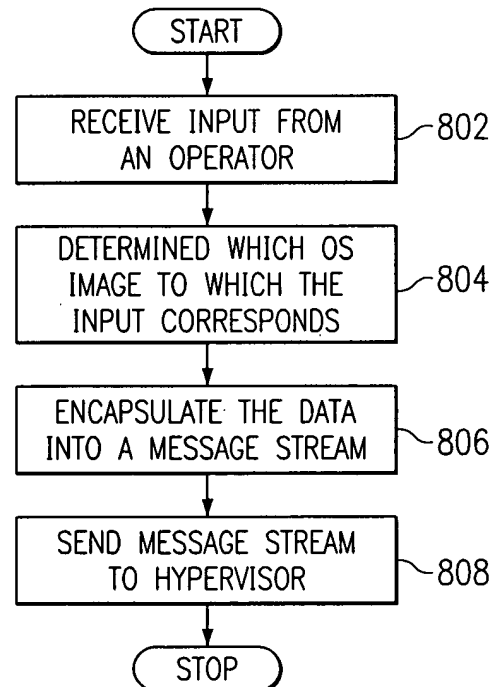 START
RECEIVE INPUT FROM
AN OPERATOR
802
DETERMINED WHICH OS
IMAGE TO WHICH THE
INPUT CORRESPONDS
804
ENCAPSULATE THE DATA
INTO A MESSAGE STREAM
806
SEND MESSAGE STREAM
TO HYPERVISOR
808
STOP